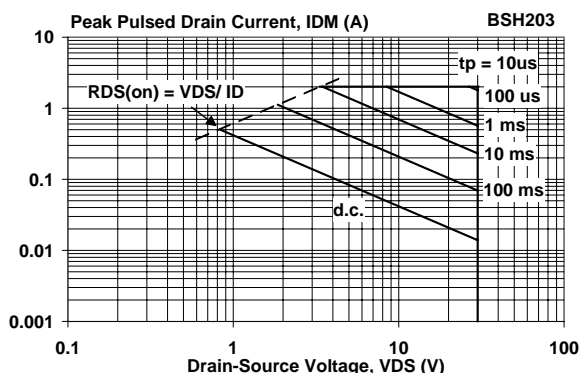 Peak Pulsed Drain Current, IDM (A) BSH203
10
tp = 10us
RDS(on) = VDS/ ID
100 us
1
1 ms
10 ms
0.1
100 ms
d.c.
0.01
0.001
0.1 1 10 100
Drain-Source Voltage, VDS (V)